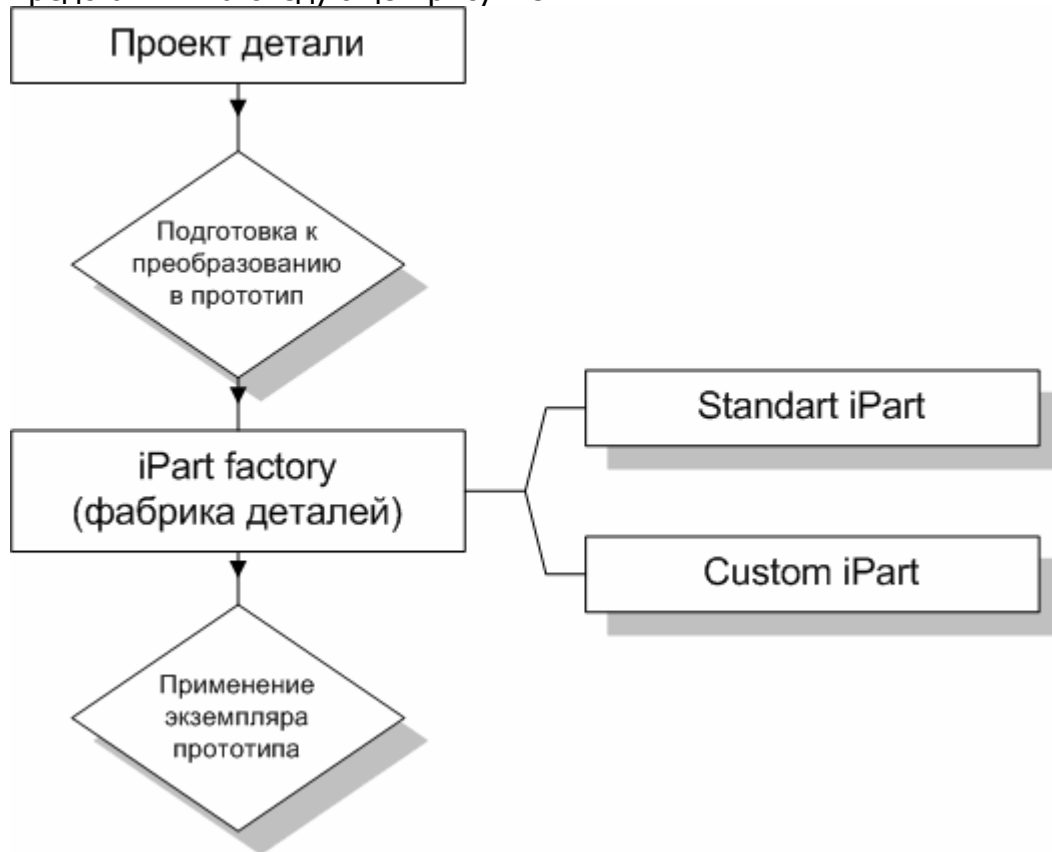 Проект детали
Подготовка к
преобразованию
в прототип
iPart factory
(фабрика деталей)
Standart iPart
Custom iPart
Применение
экземпляра
прототипа